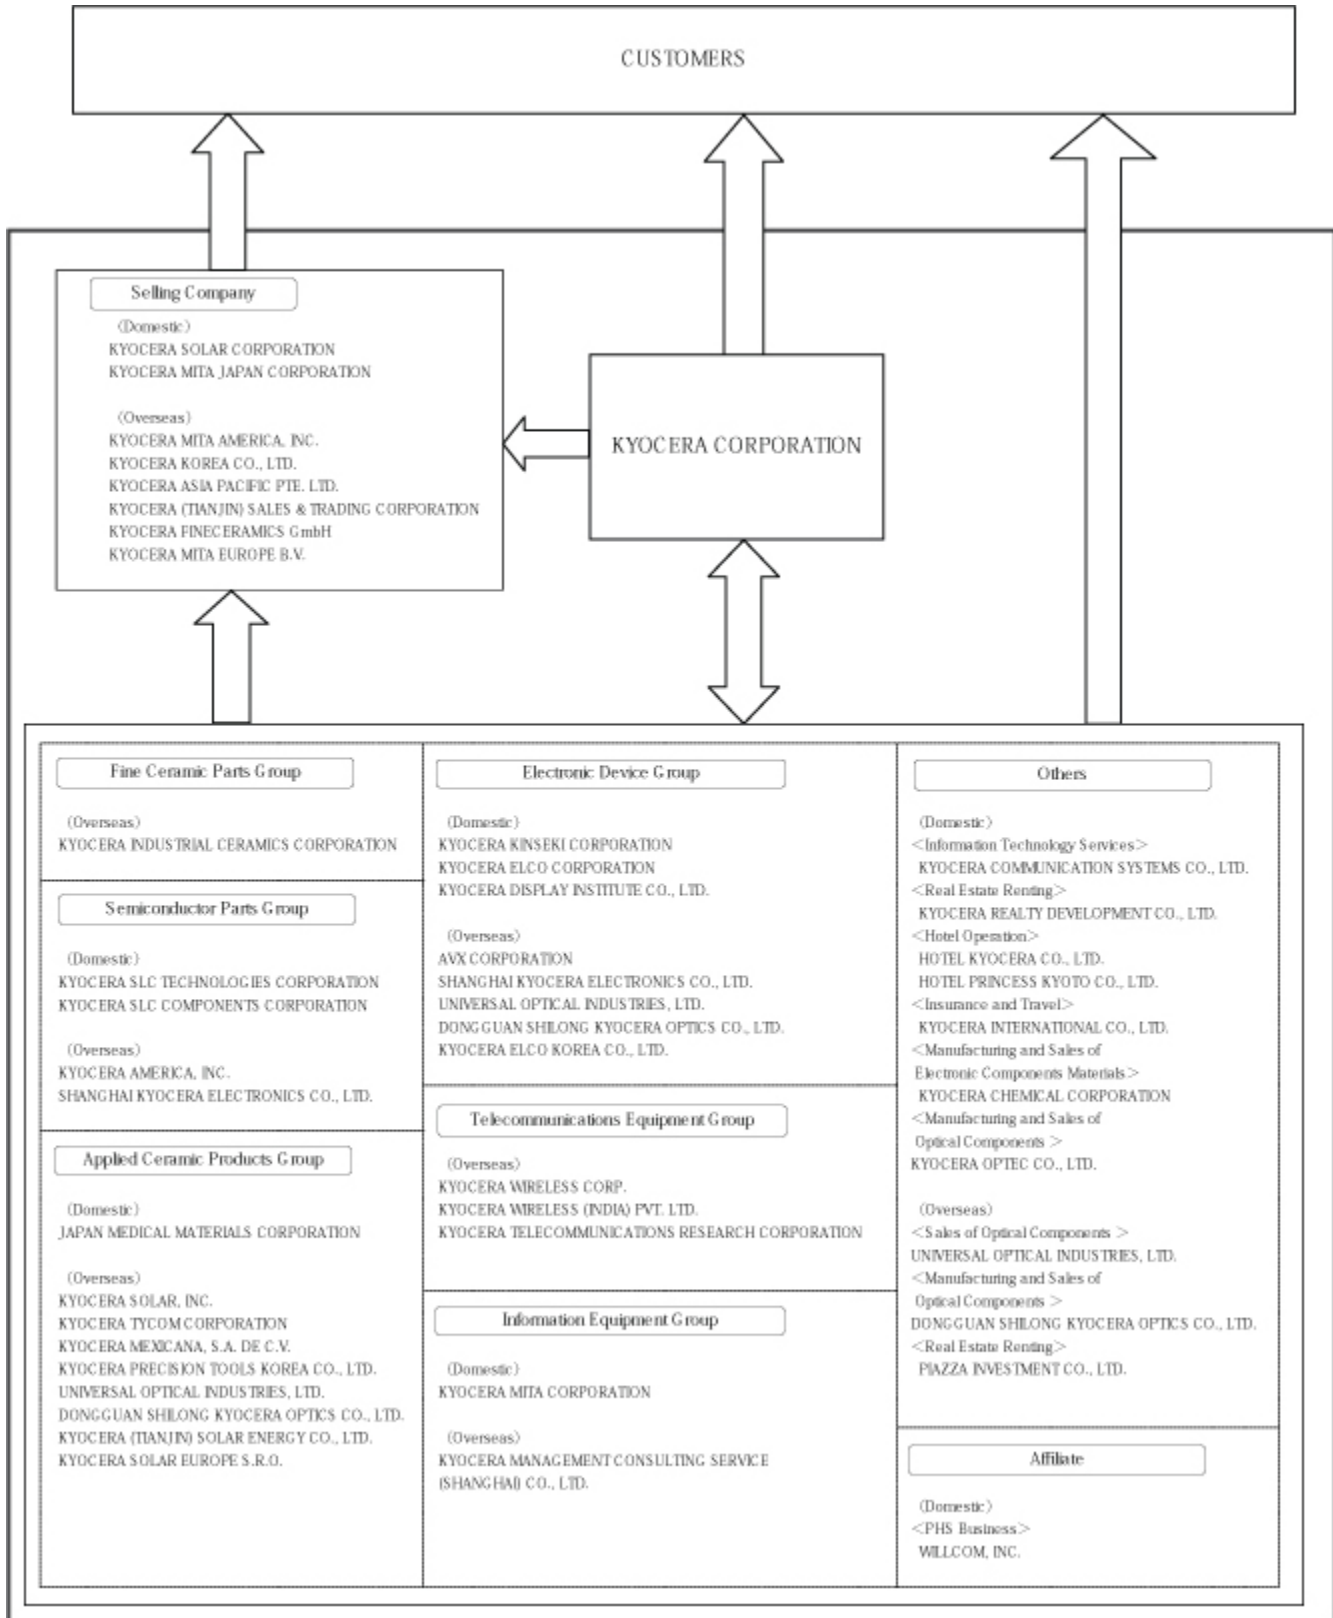 CUSTOMERS
Selling Company
(Domestic)
KYOCERA SOLAR CORPORATION
KYOCERA MITA JAPAN CORPORATION
(Overseas)
KYOCERA MITA AMERICA, INC.
KYOCERA KOREA CO., LTD.
KYOCERA ASIA PACIFIC PTE. LTD.
KYOCERA (TIANJIN) SALES & TRADING CORPORATION
KYOCERA FINECERAMICS GmbH
KYOCERA MITA EUROPE B.V.
KYOCERA CORPORATION
Fine Ceramic Parts Group
(Overseas)
KYOCERA INDUSTRIAL CERAMICS CORPORATION
Semiconductor Parts Group
(Domestic)
KYOCERA SLC TECHNOLOGIES CORPORATION
KYOCERA SLC COMPONENTS CORPORATION
(Overseas)
KYOCERA AMERICA, INC.
SHANGHAI KYOCERA ELECTRONICS CO., LTD.
Applied Ceramic Products Group
(Domestic)
JAPAN MEDICAL MATERIALS CORPORATION
(Overseas)
KYOCERA SOLAR, INC.
KYOCERA TYCOM CORPORATION
KYOCERA MEXICANA, S.A. DE C.V.
KYOCERA PRECISION TOOLS KOREA CO., LTD.
UNIVERSAL OPTICAL INDUSTRIES, LTD.
DONGGUAN SHILONG KYOCERA OPTICS CO., LTD.
KYOCERA (TIANJIN) SOLAR ENERGY CO., LTD.
KYOCERA SOLAR EUROPE S.R.O.
Electronic Device Group
(Domestic)
KYOCERA KINSEKI CORPORATION
KYOCERA ELCO CORPORATION
KYOCERA DISPLAY INSTITUTE CO., LTD.
(Overseas)
AVX CORPORATION
SHANGHAI KYOCERA ELECTRONICS CO., LTD.
UNIVERSAL OPTICAL INDUSTRIES, LTD.
DONGGUAN SHILONG KYOCERA OPTICS CO., LTD.
KYOCERA ELCO KOREA CO., LTD.
Telecommunications Equipment Group
(Overseas)
KYOCERA WIRELESS CORP.
KYOCERA WIRELESS (INDIA) PVT. LTD.
KYOCERA TELECOMMUNICATIONS RESEARCH CORPORATION
Information Equipment Group
(Domestic)
KYOCERA MITA CORPORATION
(Overseas)
KYOCERA MANAGEMENT CONSULTING SERVICE
(SHANGHAI) CO., LTD.
Others
(Domestic)
<Information Technology Services>
KYOCERA COMMUNICATION SYSTEMS CO., LTD.
<Real Estate Renting>
KYOCERA REALTY DEVELOPMENT CO., LTD.
<Hotel Operation>
HOTEL KYOCERA CO., LTD.
HOTEL PRINCESS KYOTO CO., LTD.
<Insurance and Travel>
KYOCERA INTERNATIONAL CO., LTD.
<Manufacturing and Sales of
Electronic Components Materials>
KYOCERA CHEMICAL CORPORATION
<Manufacturing and Sales of
Optical Components >
KYOCERA OPTEC CO., LTD.
(Overseas)
<Sales of Optical Components >
UNIVERSAL OPTICAL INDUSTRIES, LTD.
<Manufacturing and Sales of
Optical Components >
DONGGUAN SHILONG KYOCERA OPTICS CO., LTD.
<Real Estate Renting>
PIAZZA INVESTMENT CO., LTD.
Affiliate
(Domestic)
<PHS Business>
WILLCOM, INC.